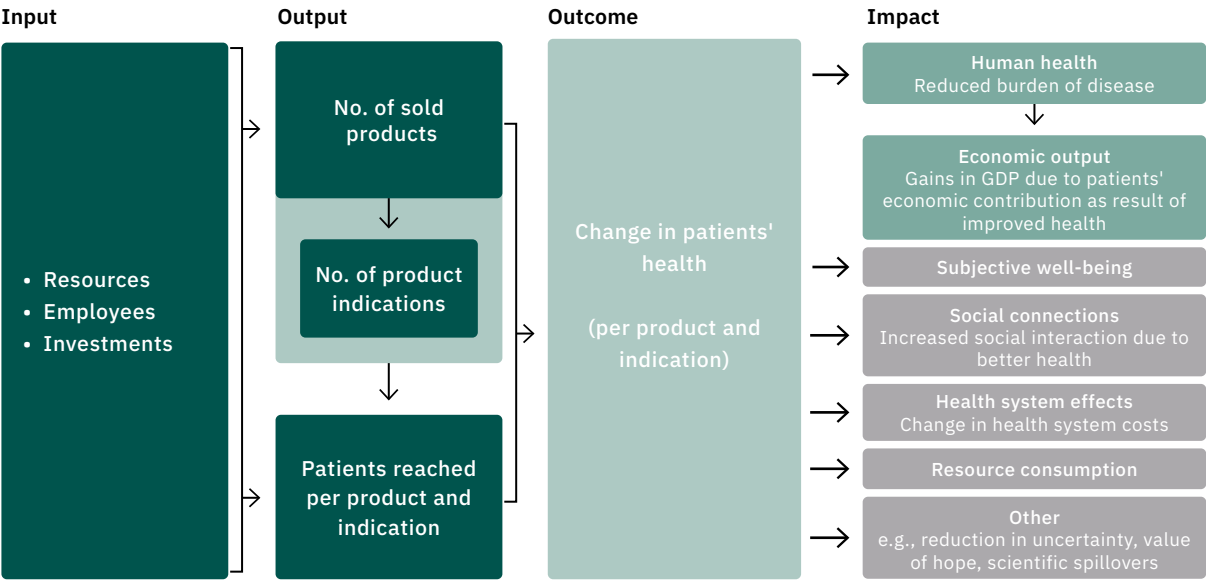 Input
Output
Outcome
Impact
• Resources
• Employees
• Investments
No. of sold
products
No. of product
indications
Patients reached
per product and
indication
Change in patients'
health
(per product and
indication)
Human health
Reduced burden of disease
Economic output
Gains in GDP due to patients'
economic contribution as result of
improved health
Subjective well-being
Social connections
Increased social interaction due to
better health
Health system effects
Change in health system costs
Resource consumption
Other
e.g., reduction in uncertainty, value
of hope, scientific spillovers